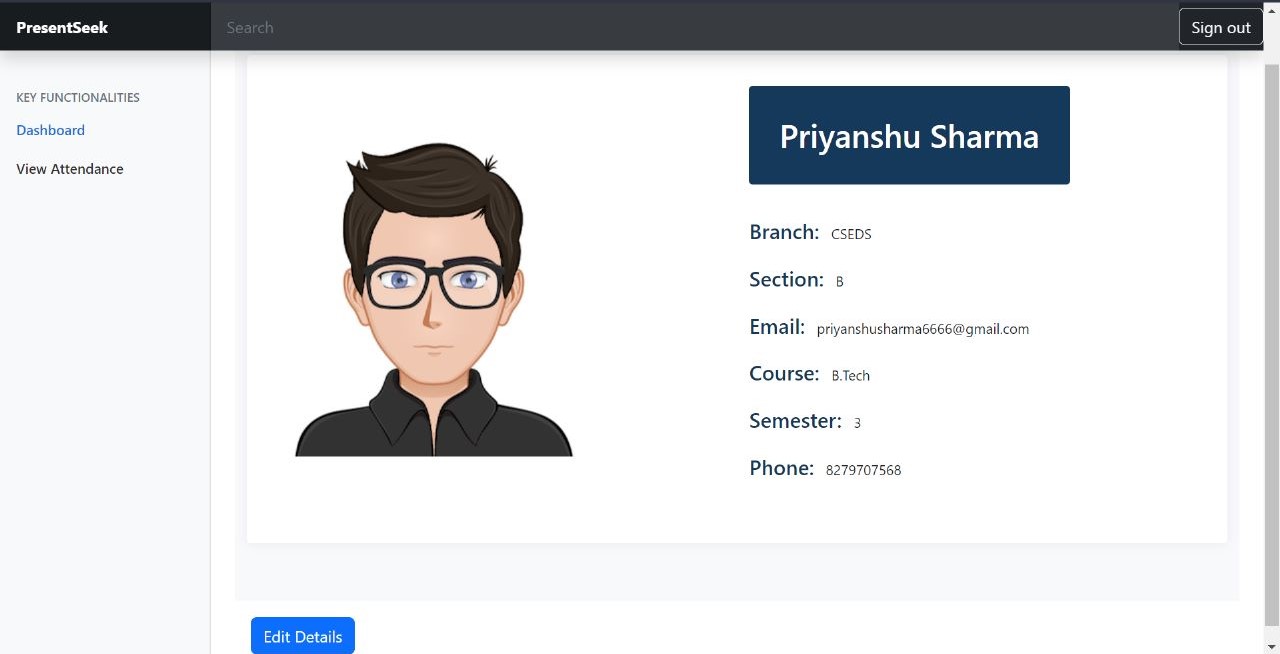 PresentSeek
Search
Sign out
KEY FUNCTIONALITIES
Dashboard
View Attendance
Priyanshu Sharma
Branch: CSEDS
Section: B
Email: priyanshusharma6666@gmail.com
Course: B.Tech
Semester: 3
Phone: 8279707568
Edit Details